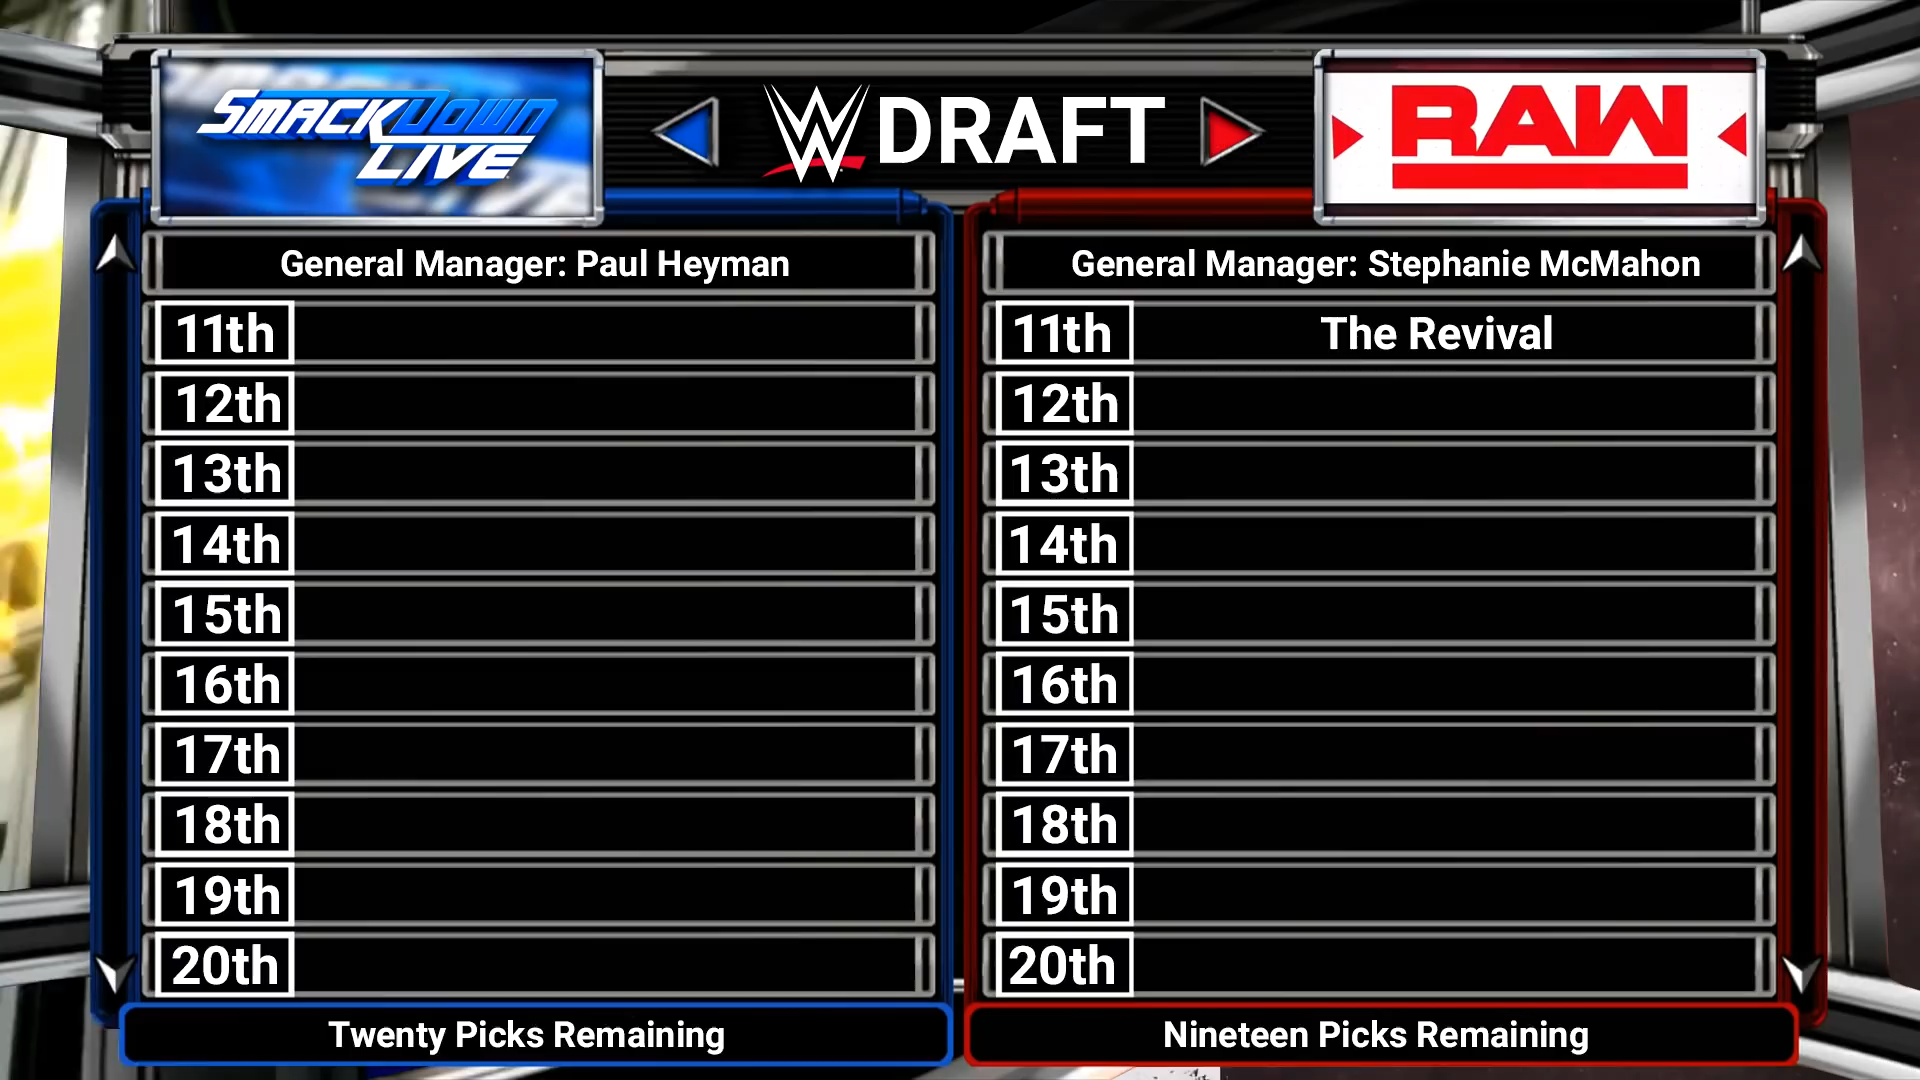 SMACKDOWN
LIVE
W DRAFT
RAW
General Manager: Paul Heyman
11th
12th
13th
14th
15th
16th
17th
18th
19th
20th
Twenty Picks Remaining
General Manager: Stephanie McMahon
11th The Revival
12th
13th
14th
15th
16th
17th
18th
19th
20th
Nineteen Picks Remaining